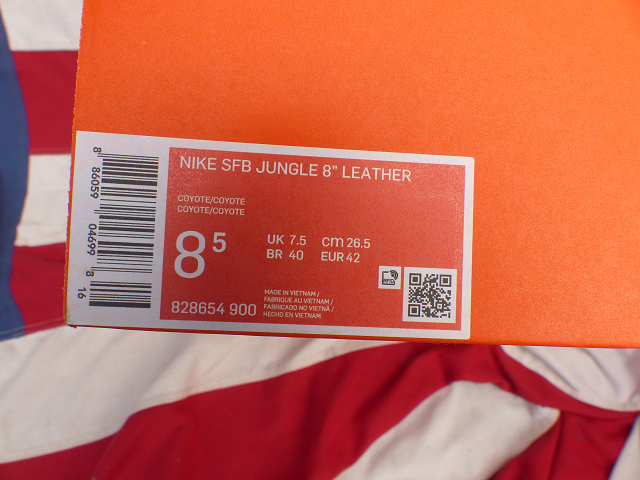 NIKE SFB JUNGLE 8" LEATHER
COYOTE/COYOTE
COYOTE/COYOTE
8 5
UK 7.5 cm 26.5
BR 40 EUR 42
MADE IN VIETNAM /
FABRIQUE AU VIETNAM /
FABRICADO NO VIETNÃ /
HECHO EN VIETNAM
828654 900
8 86059 04699 8
16